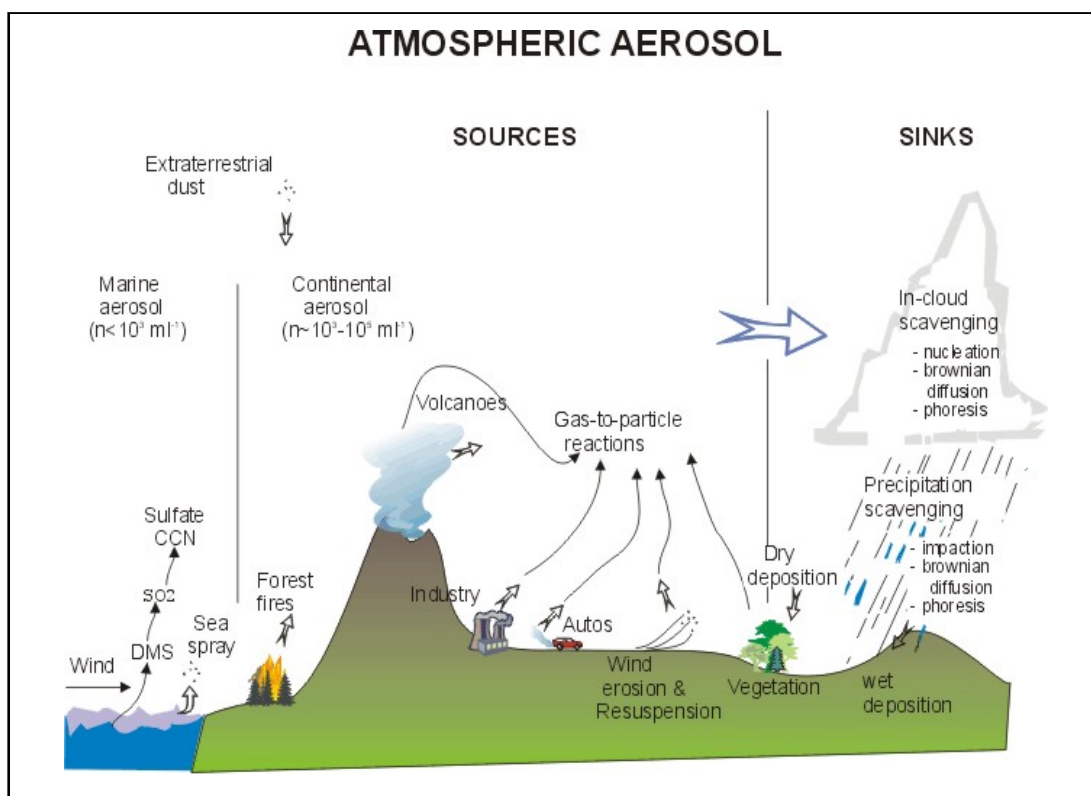 ATMOSPHERIC AEROSOL
SOURCES
SINKS
Extraterrestrial
dust
Marine
aerosol
(n<10³ ml⁻¹)
Continental
aerosol
(n~10³-10⁵ ml⁻¹)
In-cloud
scavenging
- nucleation
- brownian
diffusion
- phoresis
Volcanoes
Gas-to-particle
reactions
Precipitation
scavenging
- impaction
- brownian
diffusion
- phoresis
Sulfate
CCN
SO2
DMS
Wind
Sea
spray
Forest
fires
Industry
Autos
Wind
erosion &
Resuspension
Dry
deposition
Vegetation
wet
deposition